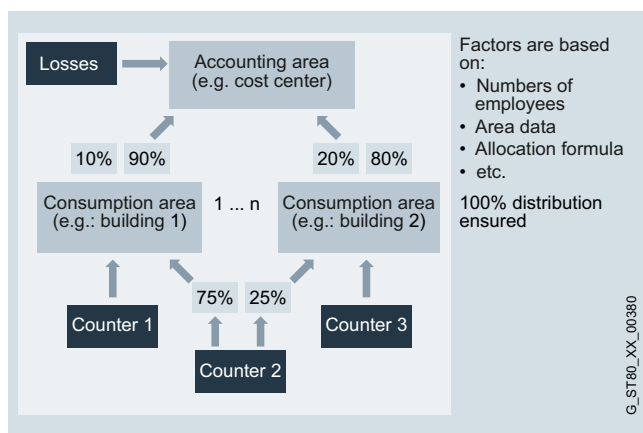 Losses
Accounting area
(e.g. cost center)
10% 90%
20% 80%
Consumption area
(e.g.: building 1)
1 ... n
Consumption area
(e.g.: building 2)
75% 25%
Counter 1
Counter 2
Counter 3
Factors are based
on:
• Numbers of
employees
• Area data
• Allocation formula
• etc.
100% distribution
ensured
G_ST80_XX_00380